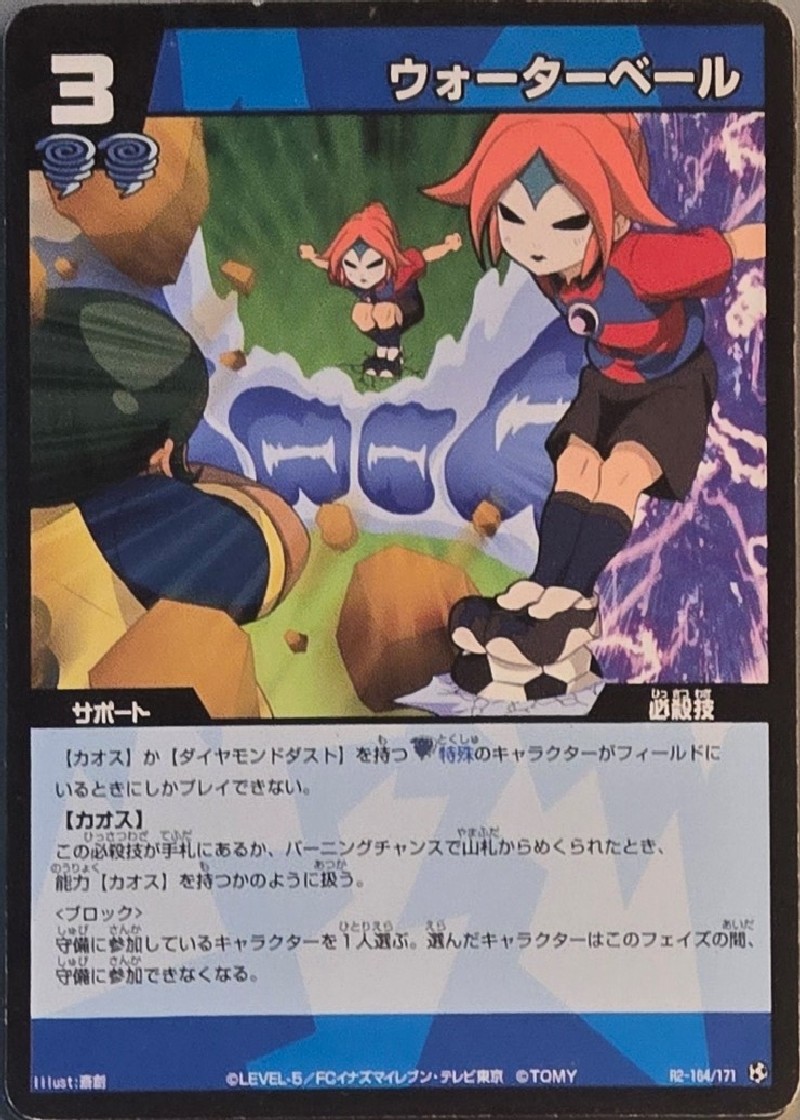 3
ウォーターベール
サポート
ひっさつわざ
必殺技
【カオス】か【ダイヤモンドダスト】を持つ 特殊のキャラクターがフィールドに
いるときにしかプレイできない。
【カオス】
この必殺技が手札にあるか、バーニングチャンスで山札からめくられたとき、
能力【カオス】を持つかのように扱う。
<ブロック>
守備に参加しているキャラクターを1人選ぶ。選んだキャラクターはこのフェイズの間、
守備に参加できなくなる。
Illust:
©LEVEL-5/FCイナズマイレブン・テレビ東京 ©TOMY
R2-104/171